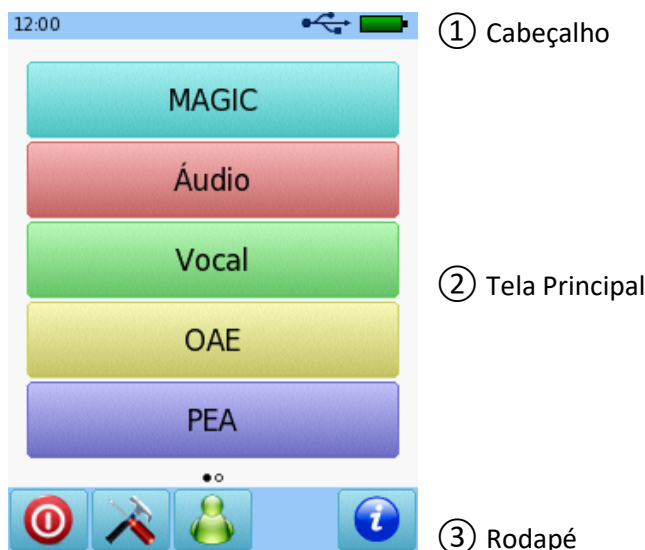 12:00
① Cabeçalho
MAGIC
Áudio
Vocal
② Tela Principal
OAE
PEA
③ Rodapé